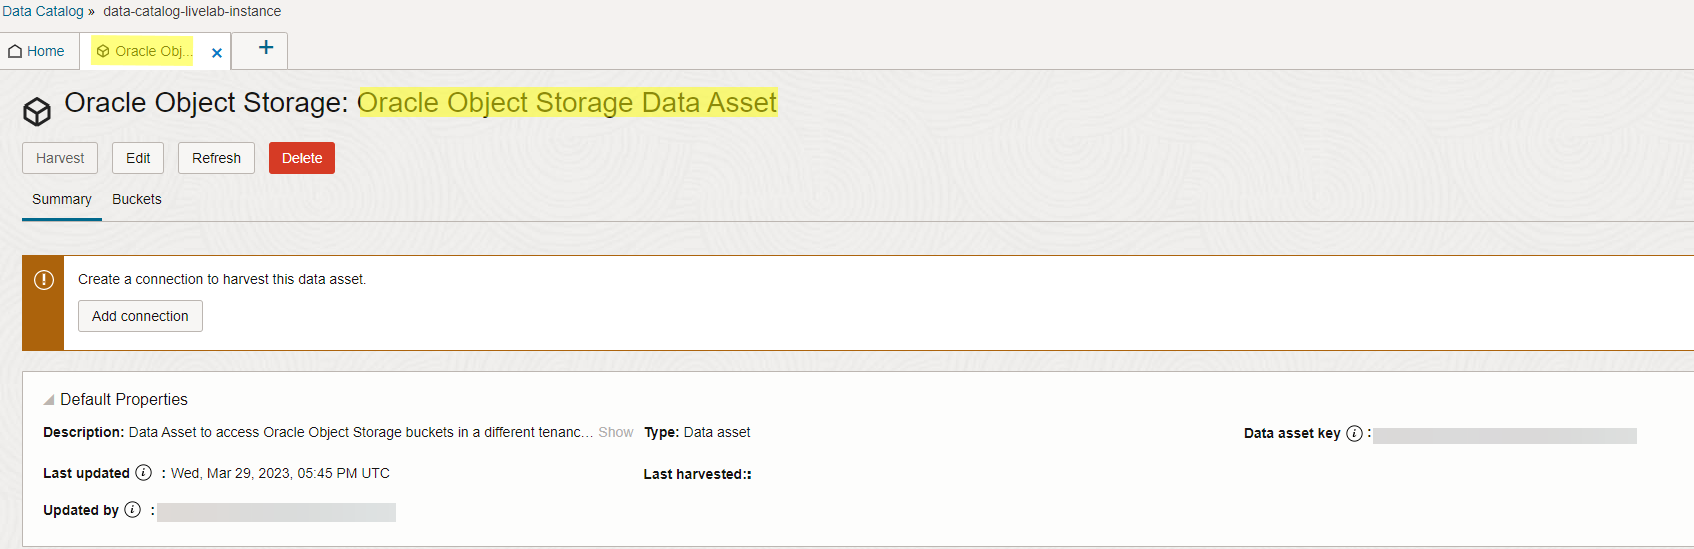 Data Catalog » data-catalog-livelab-instance
Home Oracle Obj... × +
Oracle Object Storage: Oracle Object Storage Data Asset
Harvest Edit Refresh Delete
Summary Buckets
Create a connection to harvest this data asset.
Add connection
Default Properties
Description: Data Asset to access Oracle Object Storage buckets in a different tenanc... Show Type: Data asset Data asset key i :
Last updated i : Wed, Mar 29, 2023, 05:45 PM UTC Last harvested::
Updated by i :